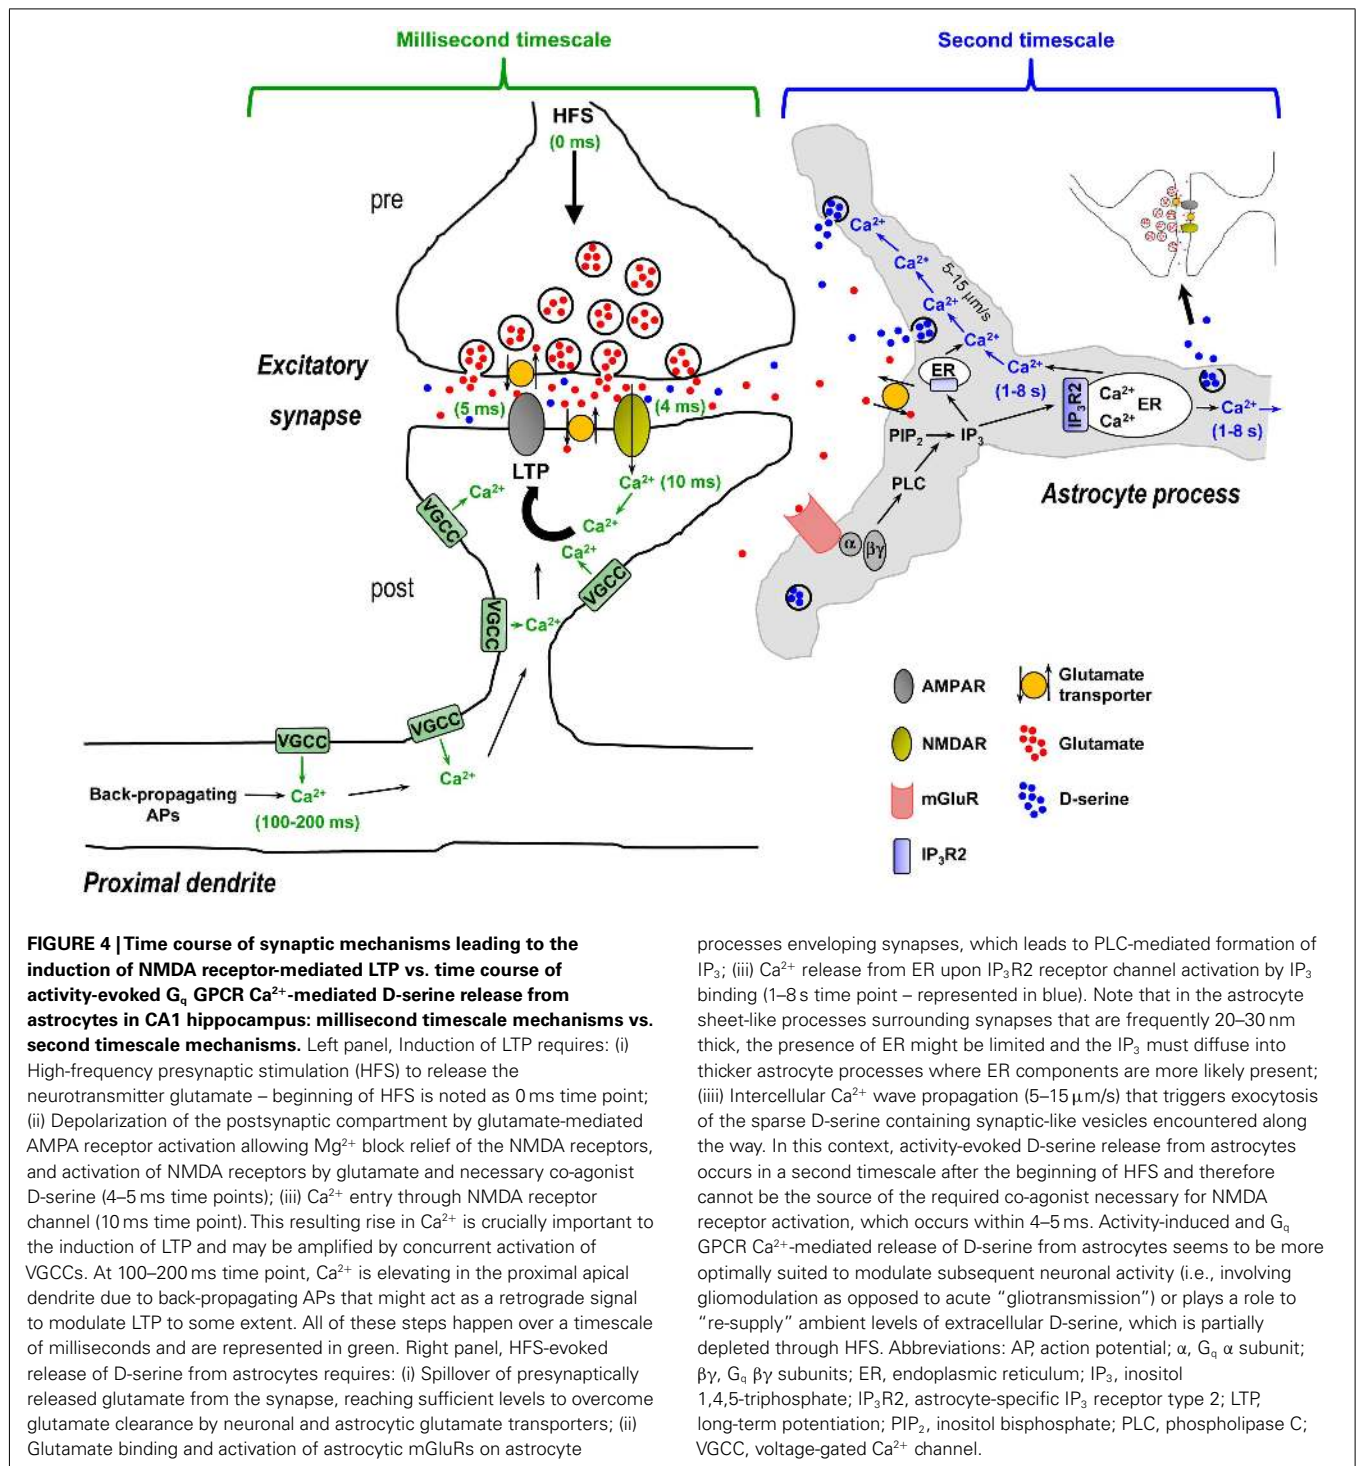 Millisecond timescale
Second timescale
HFS
(0 ms)
pre
Excitatory
synapse
(5 ms)
(4 ms)
LTP
Ca²⁺ (10 ms)
Ca²⁺
Ca²⁺
Ca²⁺
VGCC
VGCC
VGCC
Ca²⁺
post
VGCC
VGCC
Ca²⁺
Back-propagating
APs
Ca²⁺
(100-200 ms)
Proximal dendrite
Ca²⁺
Ca²⁺
Ca²⁺
5-15 µm/s
Ca²⁺
Ca²⁺
(1-8 s)
ER
IP₃R2
Ca²⁺
Ca²⁺
ER
Ca²⁺
(1-8 s)
PIP₂
IP₃
PLC
α
βγ
Astrocyte process
AMPAR
Glutamate
transporter
NMDAR
Glutamate
mGluR
D-serine
IP₃R2
FIGURE 4 | Time course of synaptic mechanisms leading to the
induction of NMDA receptor-mediated LTP vs. time course of
activity-evoked Gq GPCR Ca²⁺-mediated D-serine release from
astrocytes in CA1 hippocampus: millisecond timescale mechanisms vs.
second timescale mechanisms. Left panel, Induction of LTP requires: (i)
High-frequency presynaptic stimulation (HFS) to release the
neurotransmitter glutamate – beginning of HFS is noted as 0 ms time point;
(ii) Depolarization of the postsynaptic compartment by glutamate-mediated
AMPA receptor activation allowing Mg²⁺ block relief of the NMDA receptors,
and activation of NMDA receptors by glutamate and necessary co-agonist
D-serine (4–5 ms time points); (iii) Ca²⁺ entry through NMDA receptor
channel (10 ms time point). This resulting rise in Ca²⁺ is crucially important to
the induction of LTP and may be amplified by concurrent activation of
VGCCs. At 100–200 ms time point, Ca²⁺ is elevating in the proximal apical
dendrite due to back-propagating APs that might act as a retrograde signal
to modulate LTP to some extent. All of these steps happen over a timescale
of milliseconds and are represented in green. Right panel, HFS-evoked
release of D-serine from astrocytes requires: (i) Spillover of presynaptically
released glutamate from the synapse, reaching sufficient levels to overcome
glutamate clearance by neuronal and astrocytic glutamate transporters; (ii)
Glutamate binding and activation of astrocytic mGluRs on astrocyte
processes enveloping synapses, which leads to PLC-mediated formation of
IP₃; (iii) Ca²⁺ release from ER upon IP₃R2 receptor channel activation by IP₃
binding (1–8 s time point – represented in blue). Note that in the astrocyte
sheet-like processes surrounding synapses that are frequently 20–30 nm
thick, the presence of ER might be limited and the IP₃ must diffuse into
thicker astrocyte processes where ER components are more likely present;
(iiii) Intercellular Ca²⁺ wave propagation (5–15 µm/s) that triggers exocytosis
of the sparse D-serine containing synaptic-like vesicles encountered along
the way. In this context, activity-evoked D-serine release from astrocytes
occurs in a second timescale after the beginning of HFS and therefore
cannot be the source of the required co-agonist necessary for NMDA
receptor activation, which occurs within 4–5 ms. Activity-induced and Gq
GPCR Ca²⁺-mediated release of D-serine from astrocytes seems to be more
optimally suited to modulate subsequent neuronal activity (i.e., involving
gliomodulation as opposed to acute “gliotransmission”) or plays a role to
“re-supply” ambient levels of extracellular D-serine, which is partially
depleted through HFS. Abbreviations: AP, action potential; α, Gq α subunit;
βγ, Gq βγ subunits; ER, endoplasmic reticulum; IP₃, inositol
1,4,5-triphosphate; IP₃R2, astrocyte-specific IP₃ receptor type 2; LTP,
long-term potentiation; PIP₂, inositol bisphosphate; PLC, phospholipase C;
VGCC, voltage-gated Ca²⁺ channel.